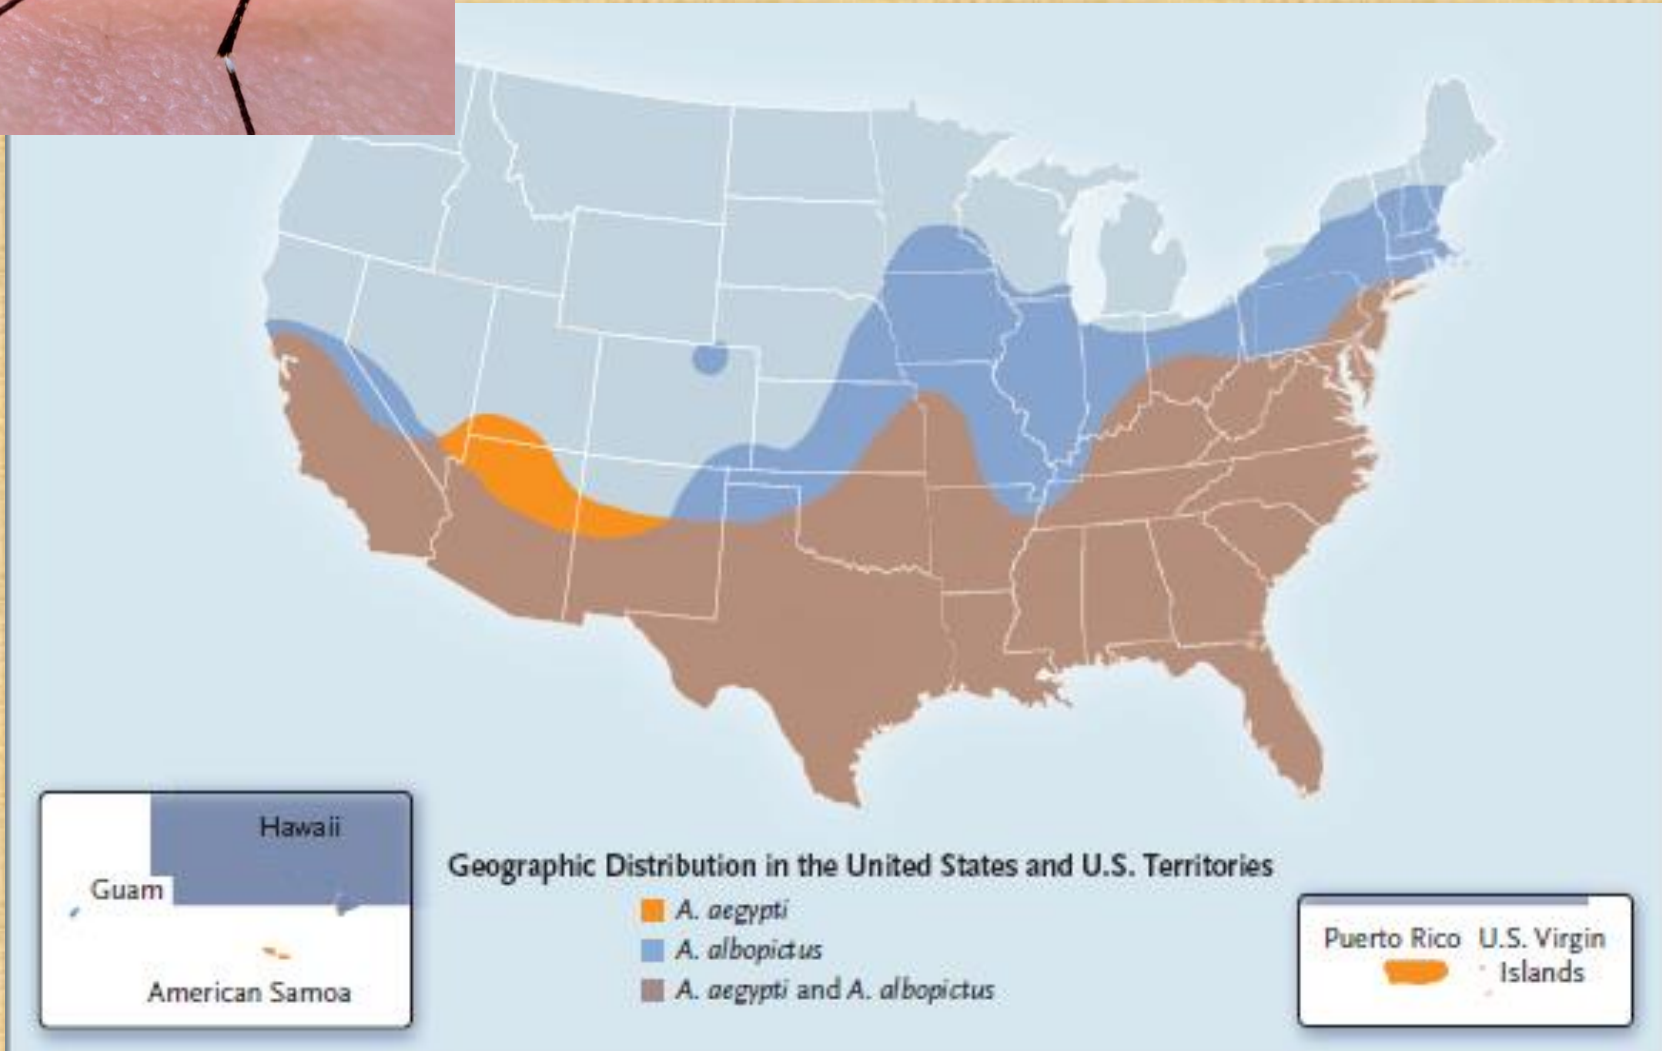 Hawaii
Guam
American Samoa
Geographic Distribution in the United States and U.S. Territories
A. aegypti
A. albopictus
A. aegypti and A. albopictus
Puerto Rico U.S. Virgin
Islands